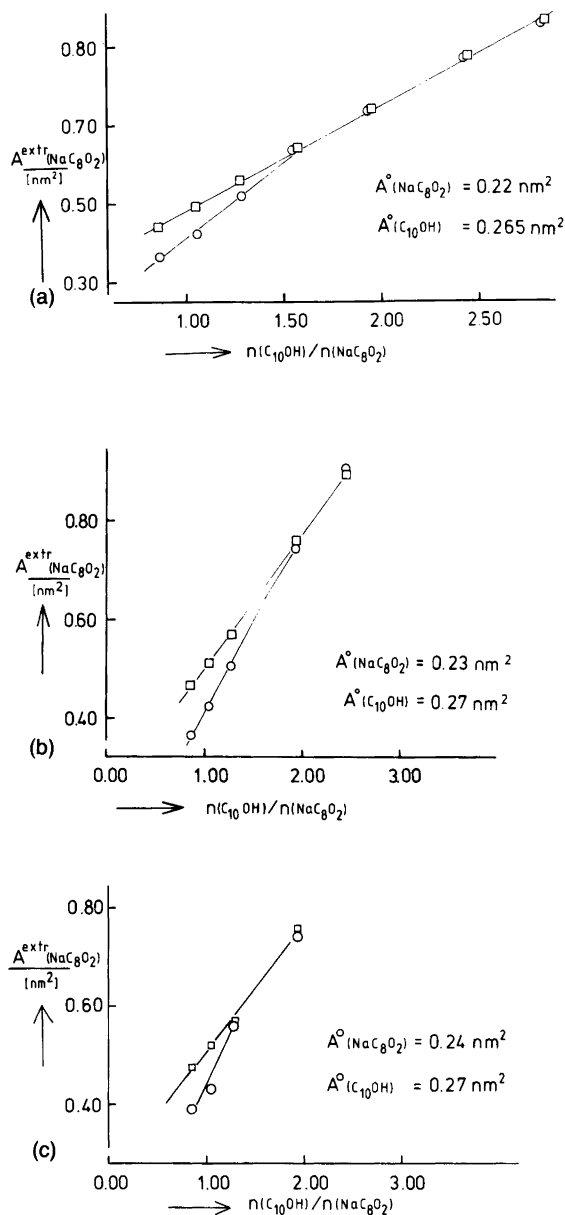 0.80
0.70
A^extr(NaC₈O₂)
[nm²]
0.50
0.30
(a)
A°(NaC₈O₂) = 0.22 nm²
A°(C₁₀OH) = 0.265 nm²
1.00 1.50 2.00 2.50
n(C₁₀OH)/n(NaC₈O₂)
0.80
A^extr(NaC₈O₂)
[nm²]
0.60
0.40
(b)
A°(NaC₈O₂) = 0.23 nm²
A°(C₁₀OH) = 0.27 nm²
0.00 1.00 2.00 3.00
n(C₁₀OH)/n(NaC₈O₂)
0.80
A^extr(NaC₈O₂)
[nm²]
0.60
0.40
(c)
A°(NaC₈O₂) = 0.24 nm²
A°(C₁₀OH) = 0.27 nm²
0.00 1.00 2.00 3.00
n(C₁₀OH)/n(NaC₈O₂)